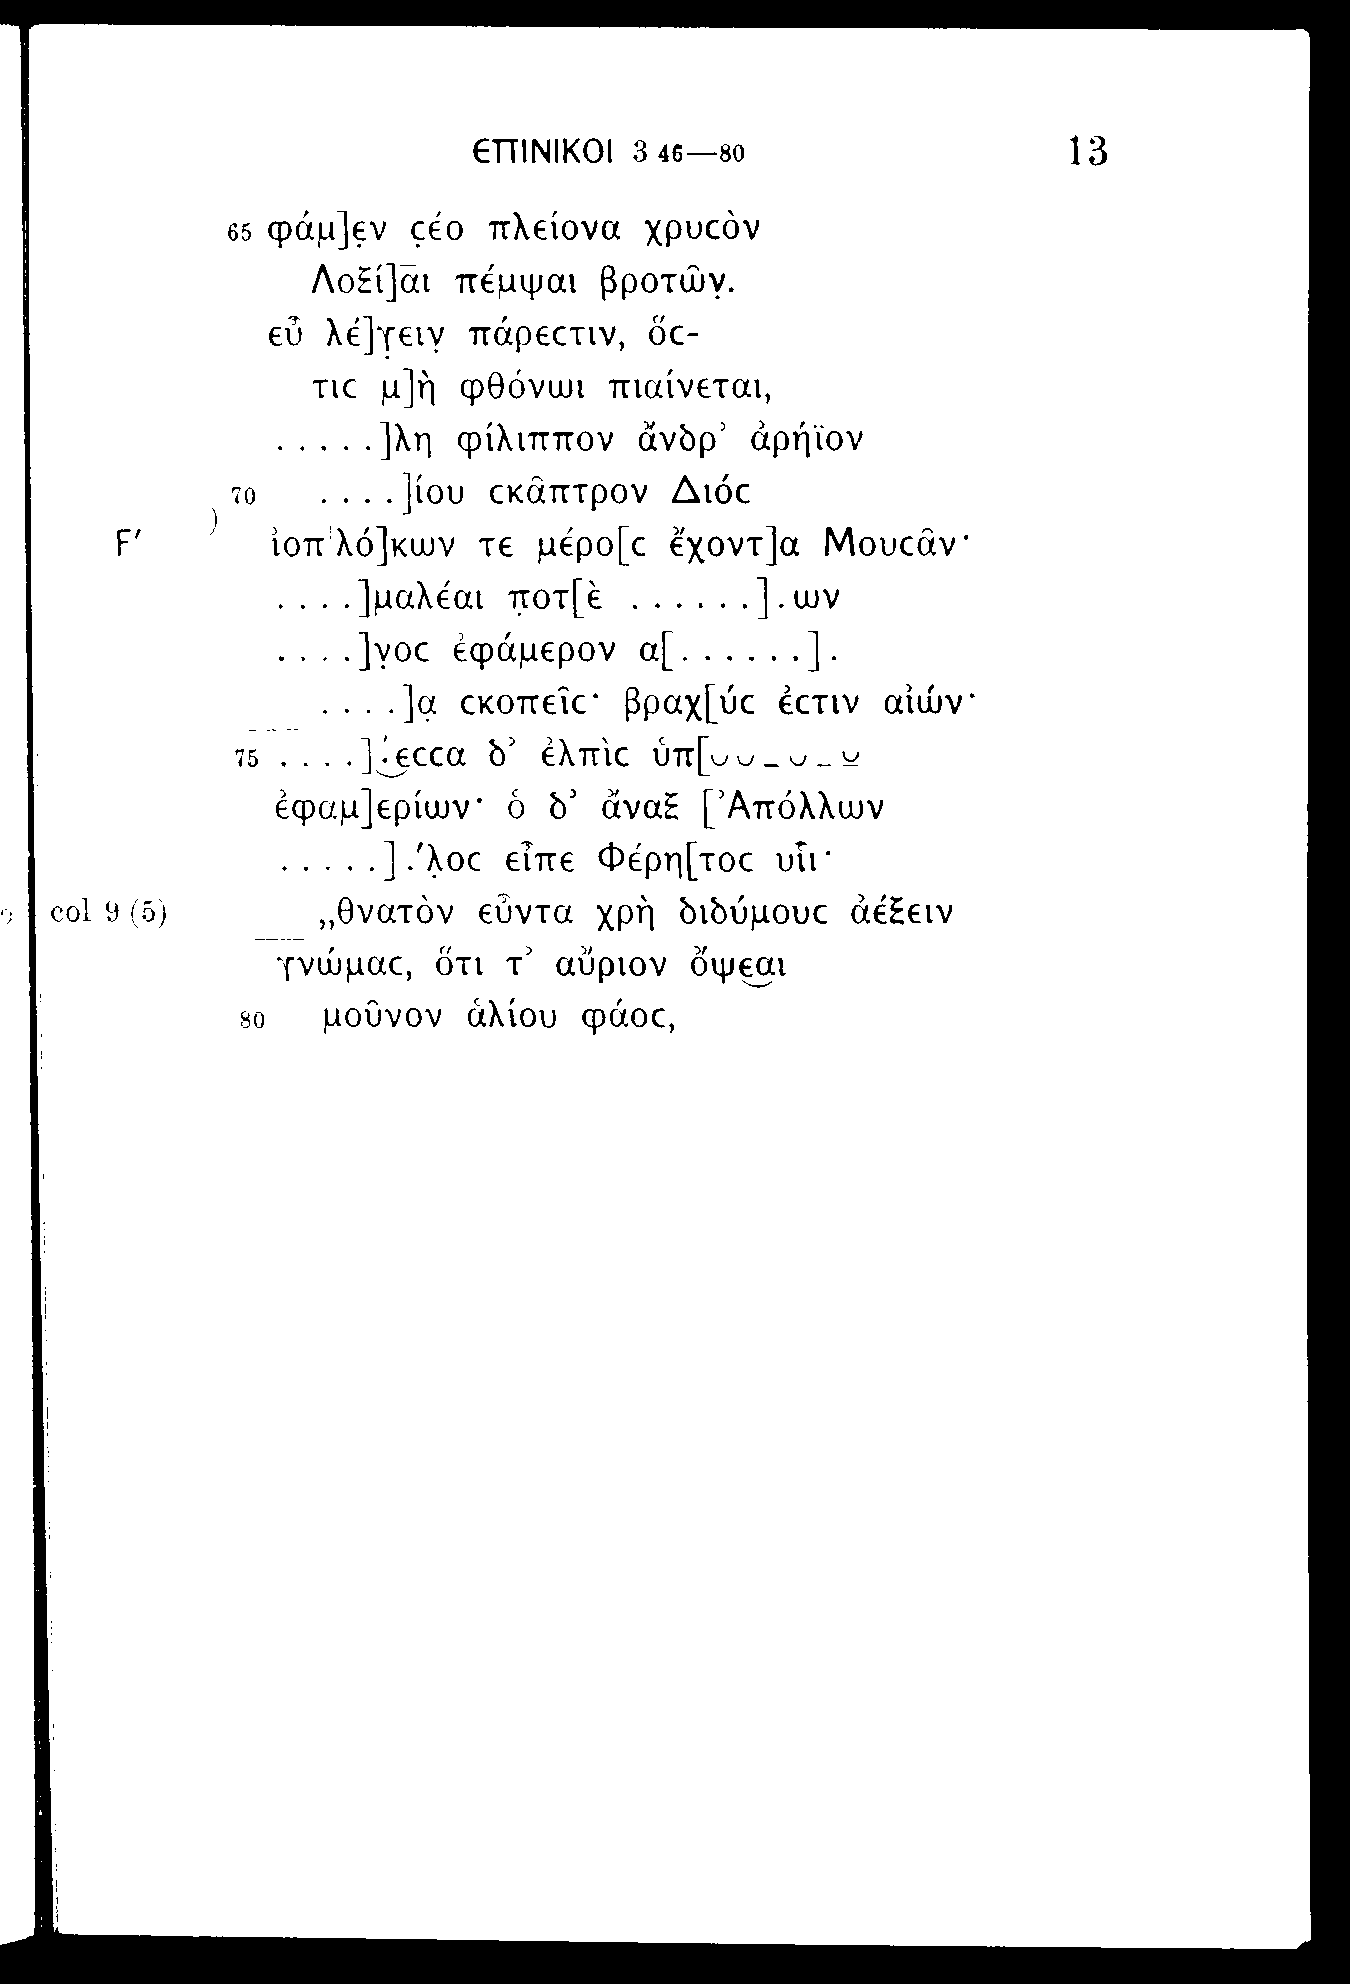 ΕΠΙΝΙΚΟΙ 3 46—80 13
65 φάμ]ε̣ν ϲ̣έο πλείονα χρυϲὸν
Λοξί]ᾱι πέμψαι βροτῶν̣.
εὖ λέ]γ̣ειν̣ πάρεϲτιν, ὅϲ-
τιϲ μ]ὴ φθόνωι πιαίνεται,
. . . . .]λη φίλιππον ἄνδρ’ ἀρήϊον
70 . . . .]ίου ϲκᾶπτρον Διόϲ
F′ ) ἰοπλό]κων τε μέρο[ϲ ἔχοντ]α Μουϲᾶν·
. . . .]μαλέαι π̣οτ[ὲ . . . . . .].ων
. . . .]ν̣οϲ ἐφάμερον α[. . . . . .].
. . . .]α̣ ϲκοπεῖϲ· βραχ[ύϲ ἐϲτιν αἰών·
75 . . . .].́ε̣ϲϲα δ’ ἐλπὶϲ ὑπ[⏑ ⏑ – ⏑ – ⏓
ἐφαμ]ερίων· ὁ δ’ ἄναξ [Ἀπόλλων
. . . . .].′λ̣οϲ εἶπε Φέρη[τοϲ υἷι·
col 9 (5) „θνατὸν εὖντα χρὴ διδύμουϲ ἀέξειν
γνώμαϲ, ὅτι τ’ αὔριον ὄψεαι
80 μοῦνον ἁλίου φάοϲ,